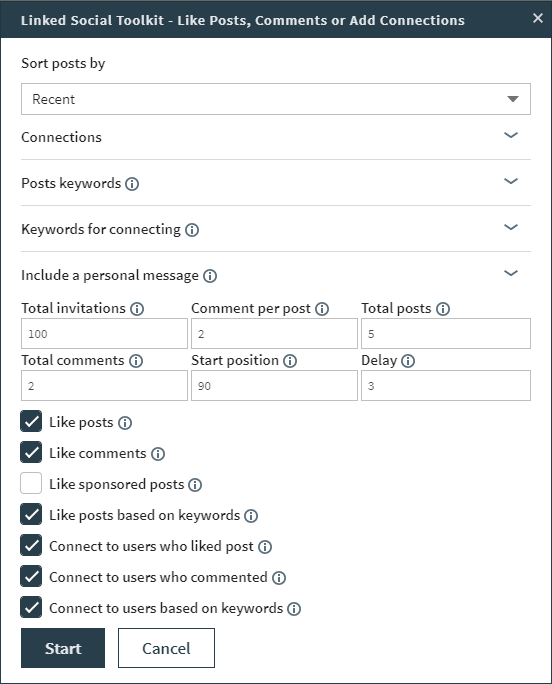 Linked Social Toolkit - Like Posts, Comments or Add Connections
Sort posts by
Recent
Connections
Posts keywords
Keywords for connecting
Include a personal message
Total invitations Comment per post Total posts
100 2 5
Total comments Start position Delay
2 90 3
Like posts
Like comments
Like sponsored posts
Like posts based on keywords
Connect to users who liked post
Connect to users who commented
Connect to users based on keywords
Start Cancel